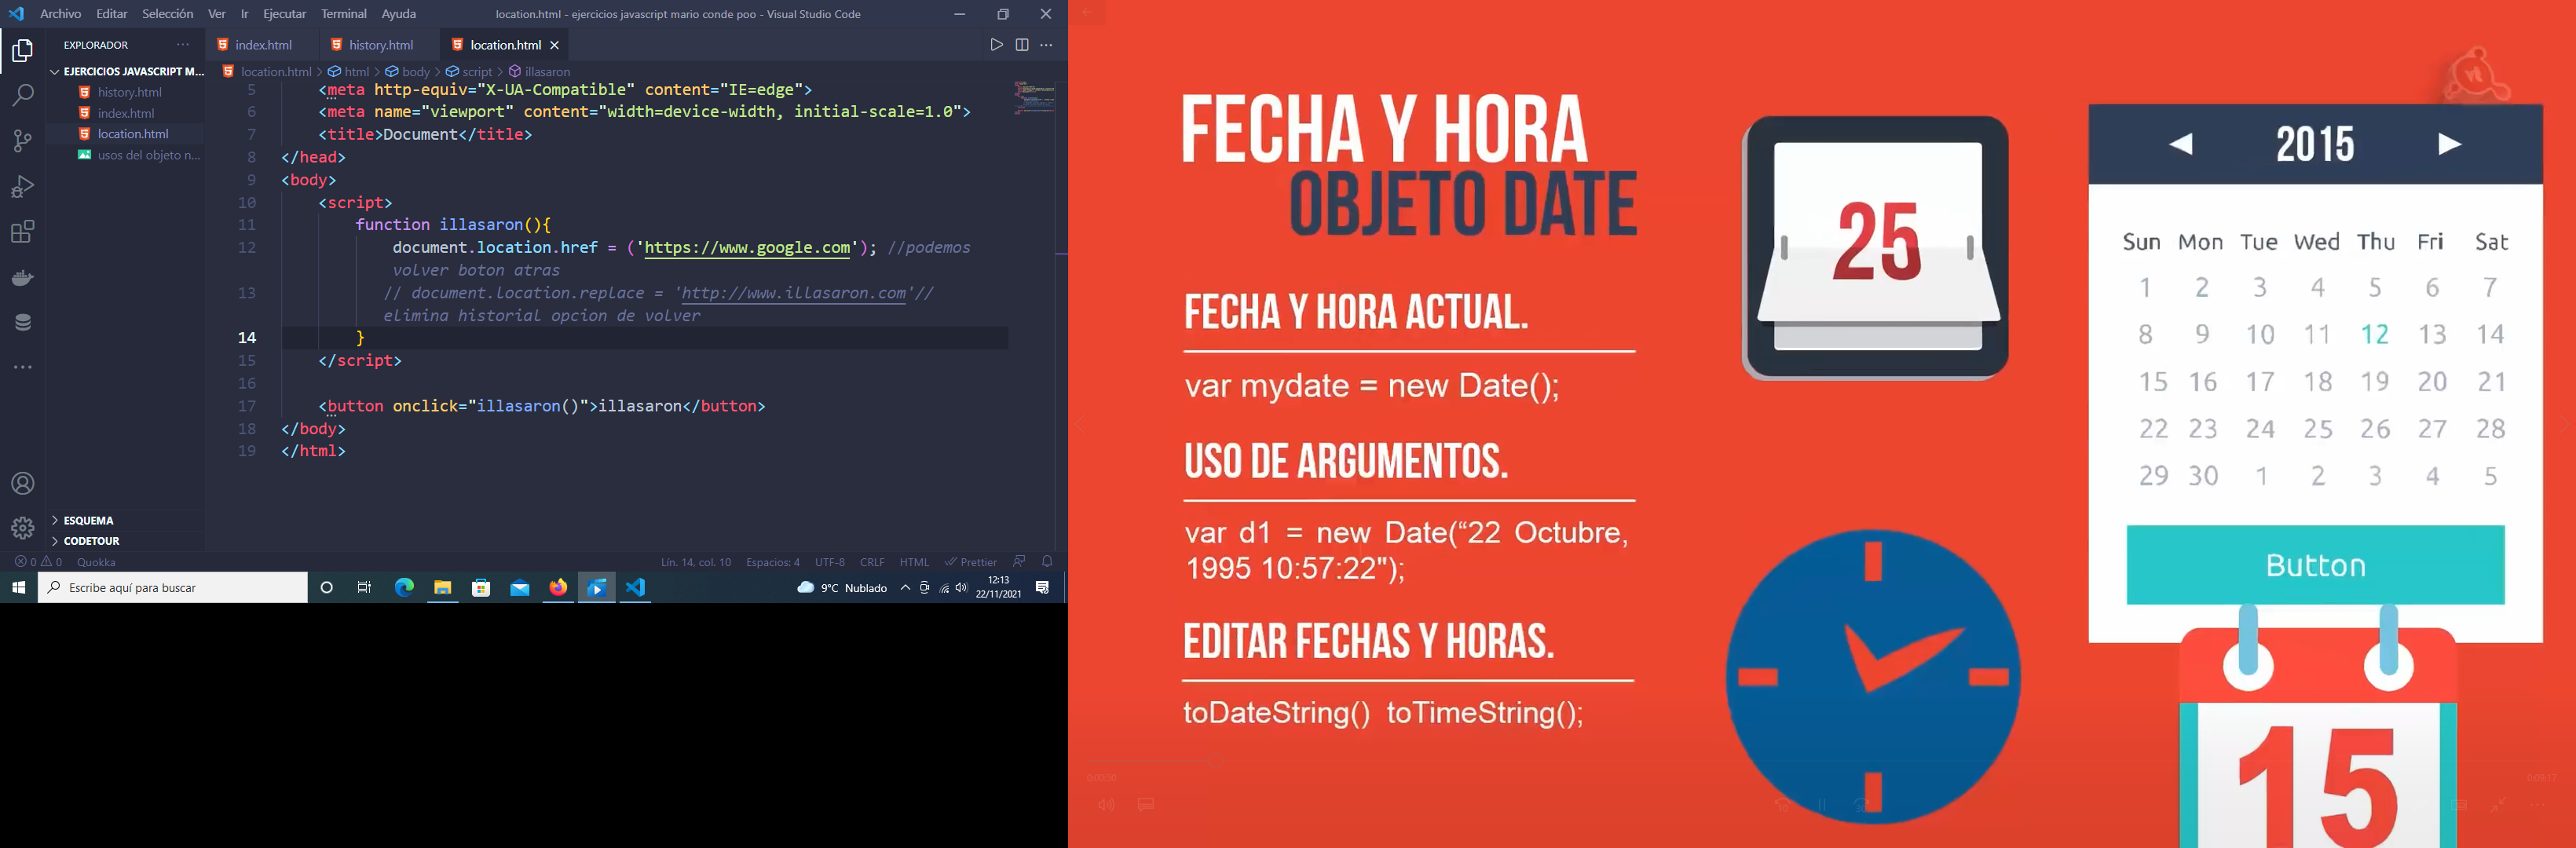 Archivo Editar Selección Ver Ir Ejecutar Terminal Ayuda
location.html - ejercicios javascript mario conde poo - Visual Studio Code
EXPLORADOR
EJERCICIOS JAVASCRIPT M...
history.html
index.html
location.html
usos del objeto n...
ESQUEMA
CODETOUR
index.html history.html location.html
location.html > html > body > script > illasaron
5 <meta http-equiv="X-UA-Compatible" content="IE=edge">
6 <meta name="viewport" content="width=device-width, initial-scale=1.0">
7 <title>Document</title>
8 </head>
9 <body>
10 <script>
11 function illasaron(){
12 document.location.href = ('https://www.google.com'); //podemos
volver boton atras
13 // document.location.replace = 'http://www.illasaron.com'//
elimina historial opcion de volver
14 }
15 </script>
16
17 <button onclick="illasaron()">illasaron</button>
18 </body>
19 </html>
0 0 Quokka
Lín. 14, col. 10 Espacios: 4 UTF-8 CRLF HTML Prettier
Escribe aquí para buscar
9°C Nublado
12:13
22/11/2021
FECHA Y HORA
OBJETO DATE
FECHA Y HORA ACTUAL.
var mydate = new Date();
USO DE ARGUMENTOS.
var d1 = new Date(“22 Octubre,
1995 10:57:22");
EDITAR FECHAS Y HORAS.
toDateString() toTimeString();
0:00:50
0:09:17
25
2015
Sun Mon Tue Wed Thu Fri Sat
1 2 3 4 5 6 7
8 9 10 11 12 13 14
15 16 17 18 19 20 21
22 23 24 25 26 27 28
29 30 1 2 3 4 5
Button
15